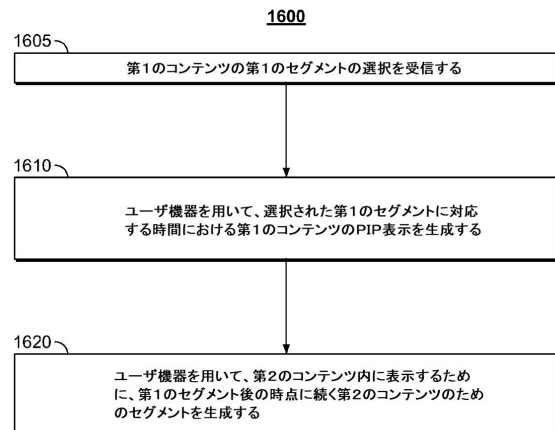 1600
1605
第1のコンテンツの第1のセグメントの選択を受信する
1610
ユーザ機器を用いて、選択された第1のセグメントに対応
する時間における第1のコンテンツのPIP表示を生成する
1620
ユーザ機器を用いて、第2のコンテンツ内に表示するため
に、第1のセグメント後の時点に続く第2のコンテンツのため
のセグメントを生成する